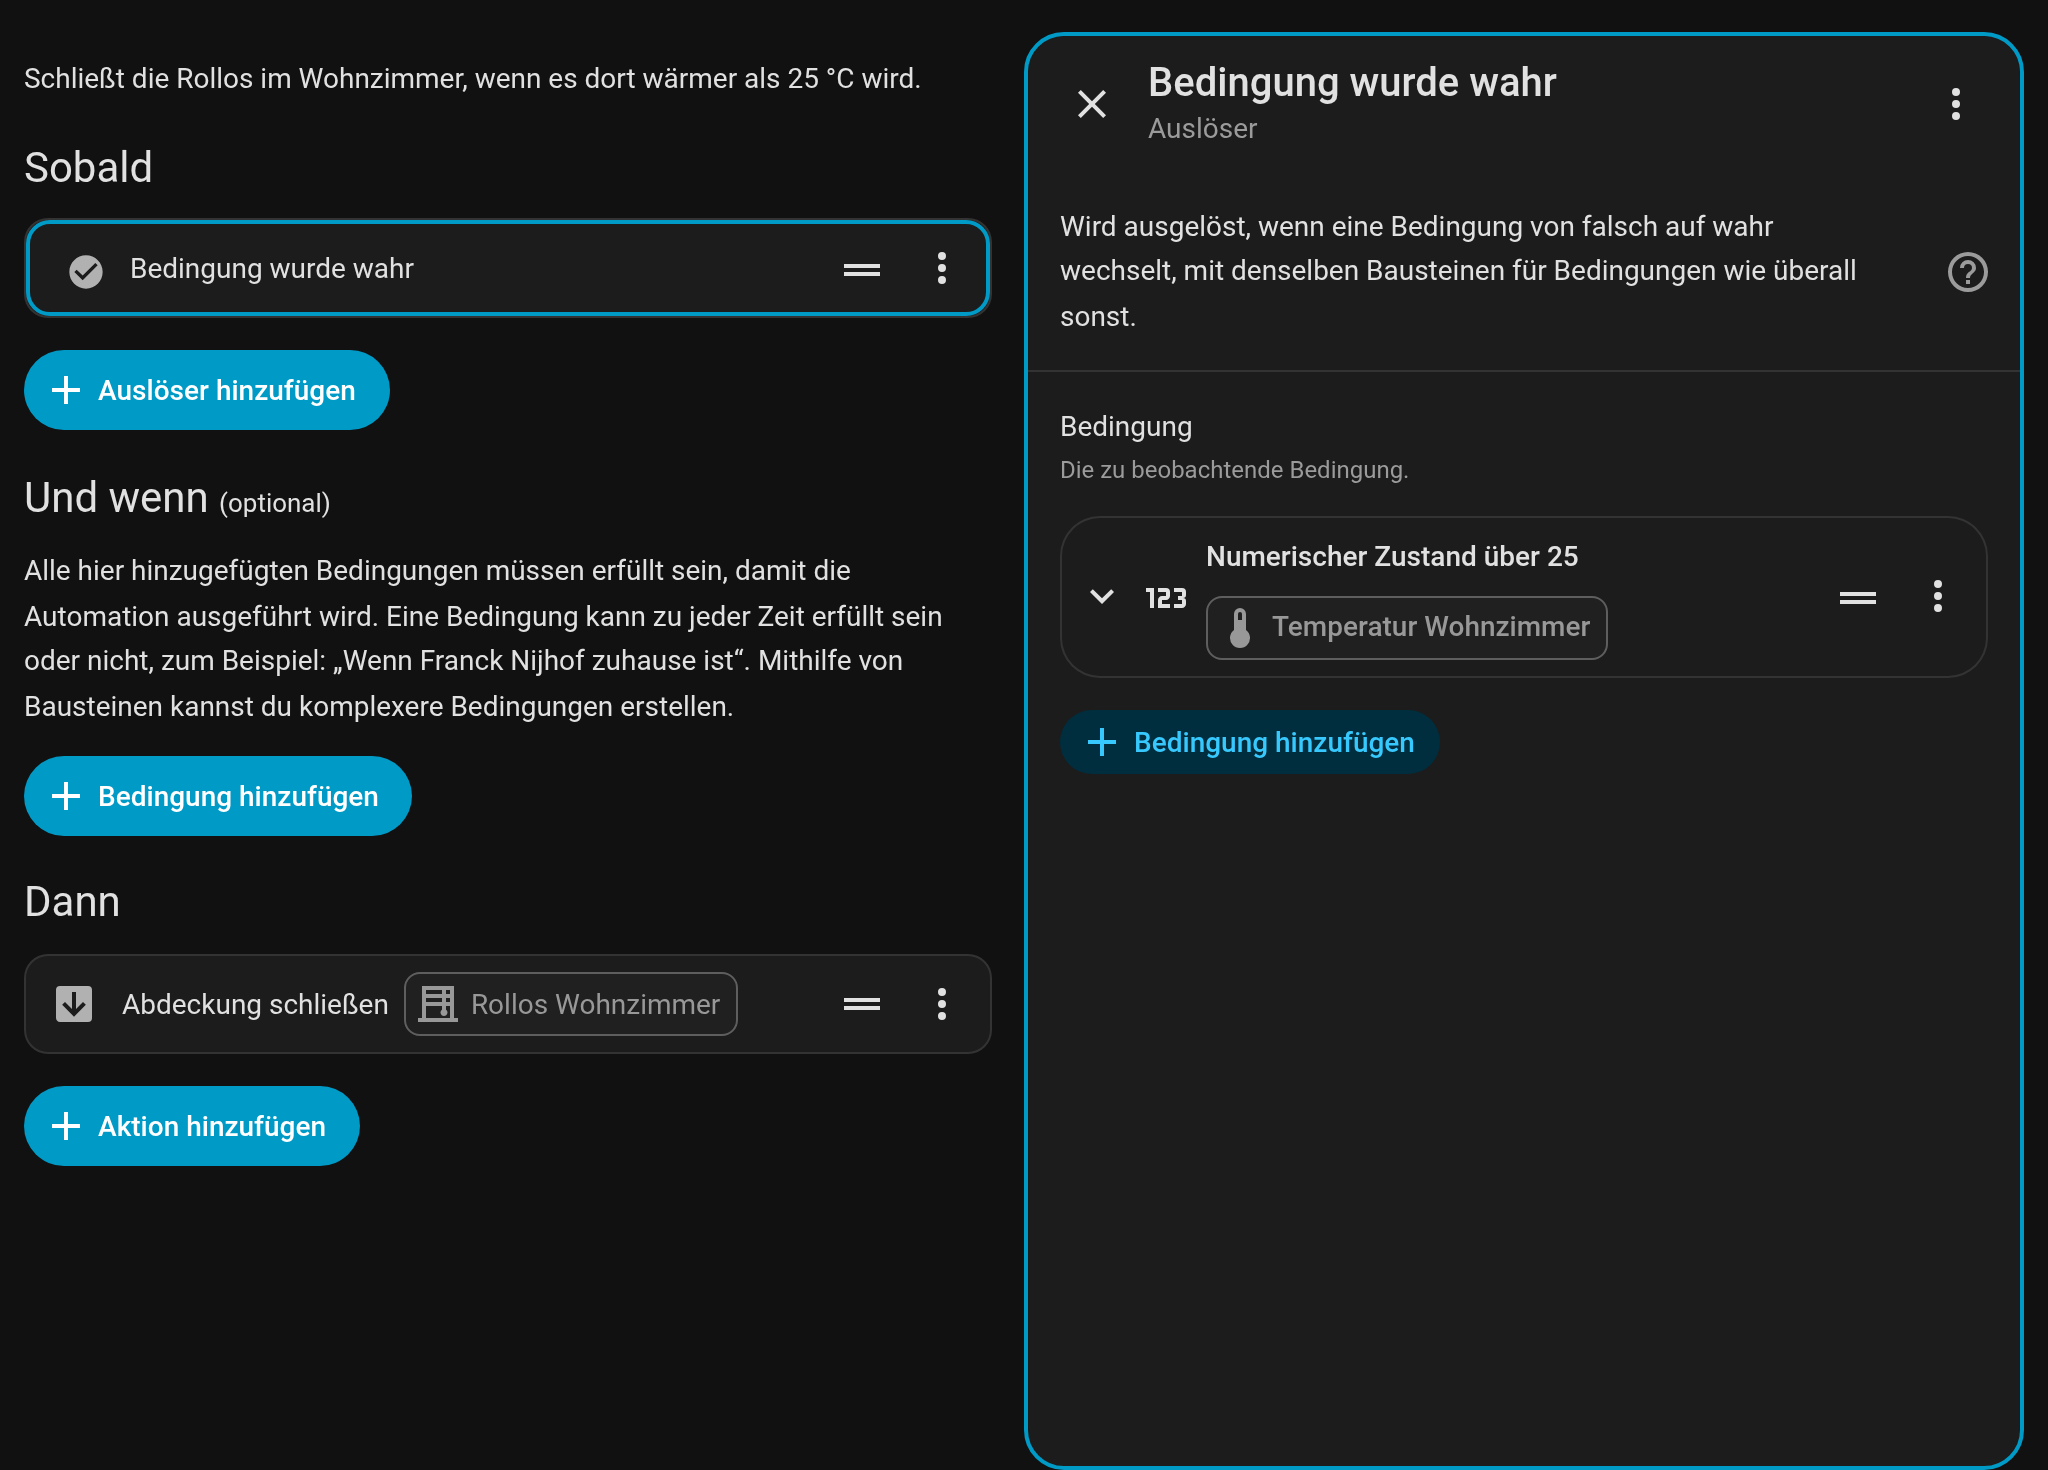 Schließt die Rollos im Wohnzimmer, wenn es dort wärmer als 25 °C wird.
Sobald
Bedingung wurde wahr
Auslöser hinzufügen
Und wenn (optional)
Alle hier hinzugefügten Bedingungen müssen erfüllt sein, damit die
Automation ausgeführt wird. Eine Bedingung kann zu jeder Zeit erfüllt sein
oder nicht, zum Beispiel: „Wenn Franck Nijhof zuhause ist“. Mithilfe von
Bausteinen kannst du komplexere Bedingungen erstellen.
Bedingung hinzufügen
Dann
Abdeckung schließen Rollos Wohnzimmer
Aktion hinzufügen
Bedingung wurde wahr
Auslöser
Wird ausgelöst, wenn eine Bedingung von falsch auf wahr
wechselt, mit denselben Bausteinen für Bedingungen wie überall
sonst.
Bedingung
Die zu beobachtende Bedingung.
123 Numerischer Zustand über 25
Temperatur Wohnzimmer
Bedingung hinzufügen